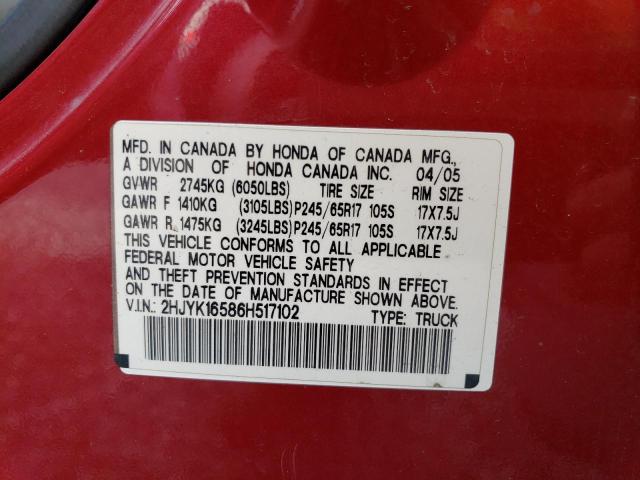 MFD. IN CANADA BY HONDA OF CANADA MFG.,
A DIVISION OF HONDA CANADA INC. 04/05
GVWR 2745KG (6050LBS) TIRE SIZE RIM SIZE
GAWR F 1410KG (3105LBS)P245/65R17 105S 17X7.5J
GAWR R 1475KG (3245LBS)P245/65R17 105S 17X7.5J
THIS VEHICLE CONFORMS TO ALL APPLICABLE
FEDERAL MOTOR VEHICLE SAFETY
AND THEFT PREVENTION STANDARDS IN EFFECT
ON THE DATE OF MANUFACTURE SHOWN ABOVE.
V.I.N.: 2HJYK16586H517102 TYPE: TRUCK